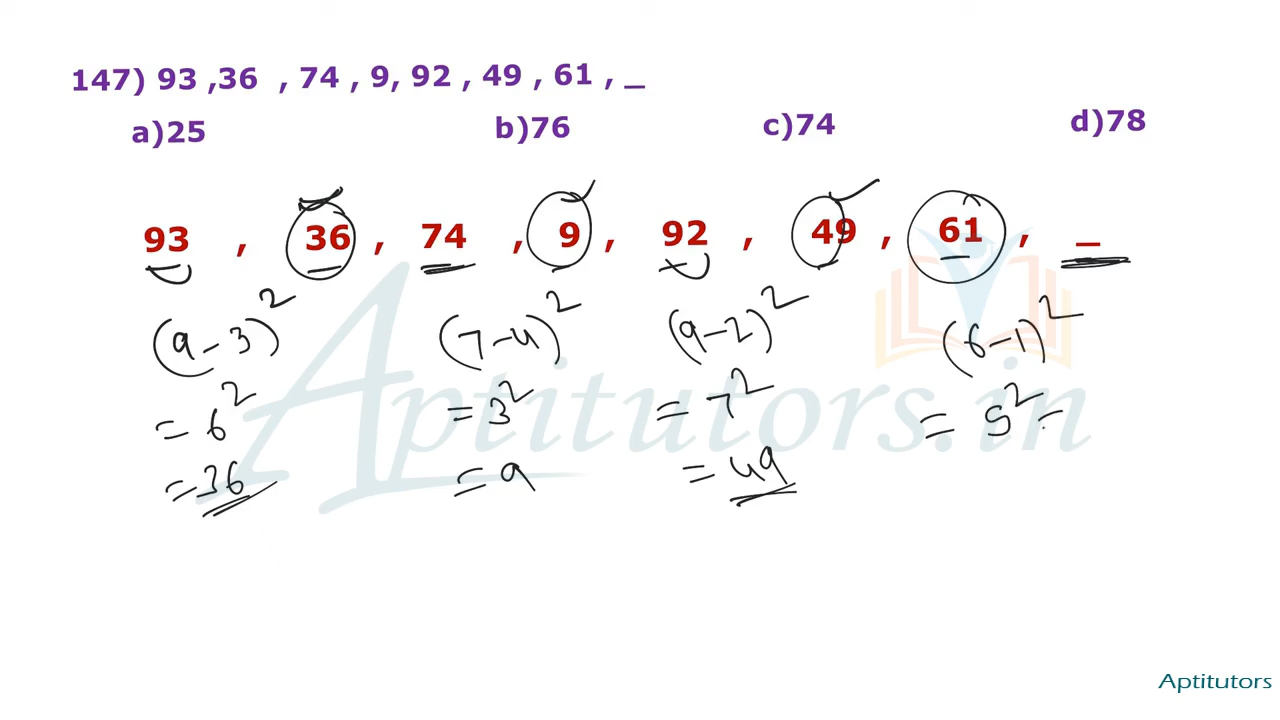 147) 93 ,36 , 74 , 9, 92 , 49 , 61 , _
a)25 b)76 c)74 d)78
93 , 36 , 74 , 9 , 92 , 49 , 61 , _
(9-3)² (7-4)² (9-2)² (6-1)²
= 6² = 3² = 7² = 5² =
= 36 = 9 = 49
Aptitutors.in
Aptitutors